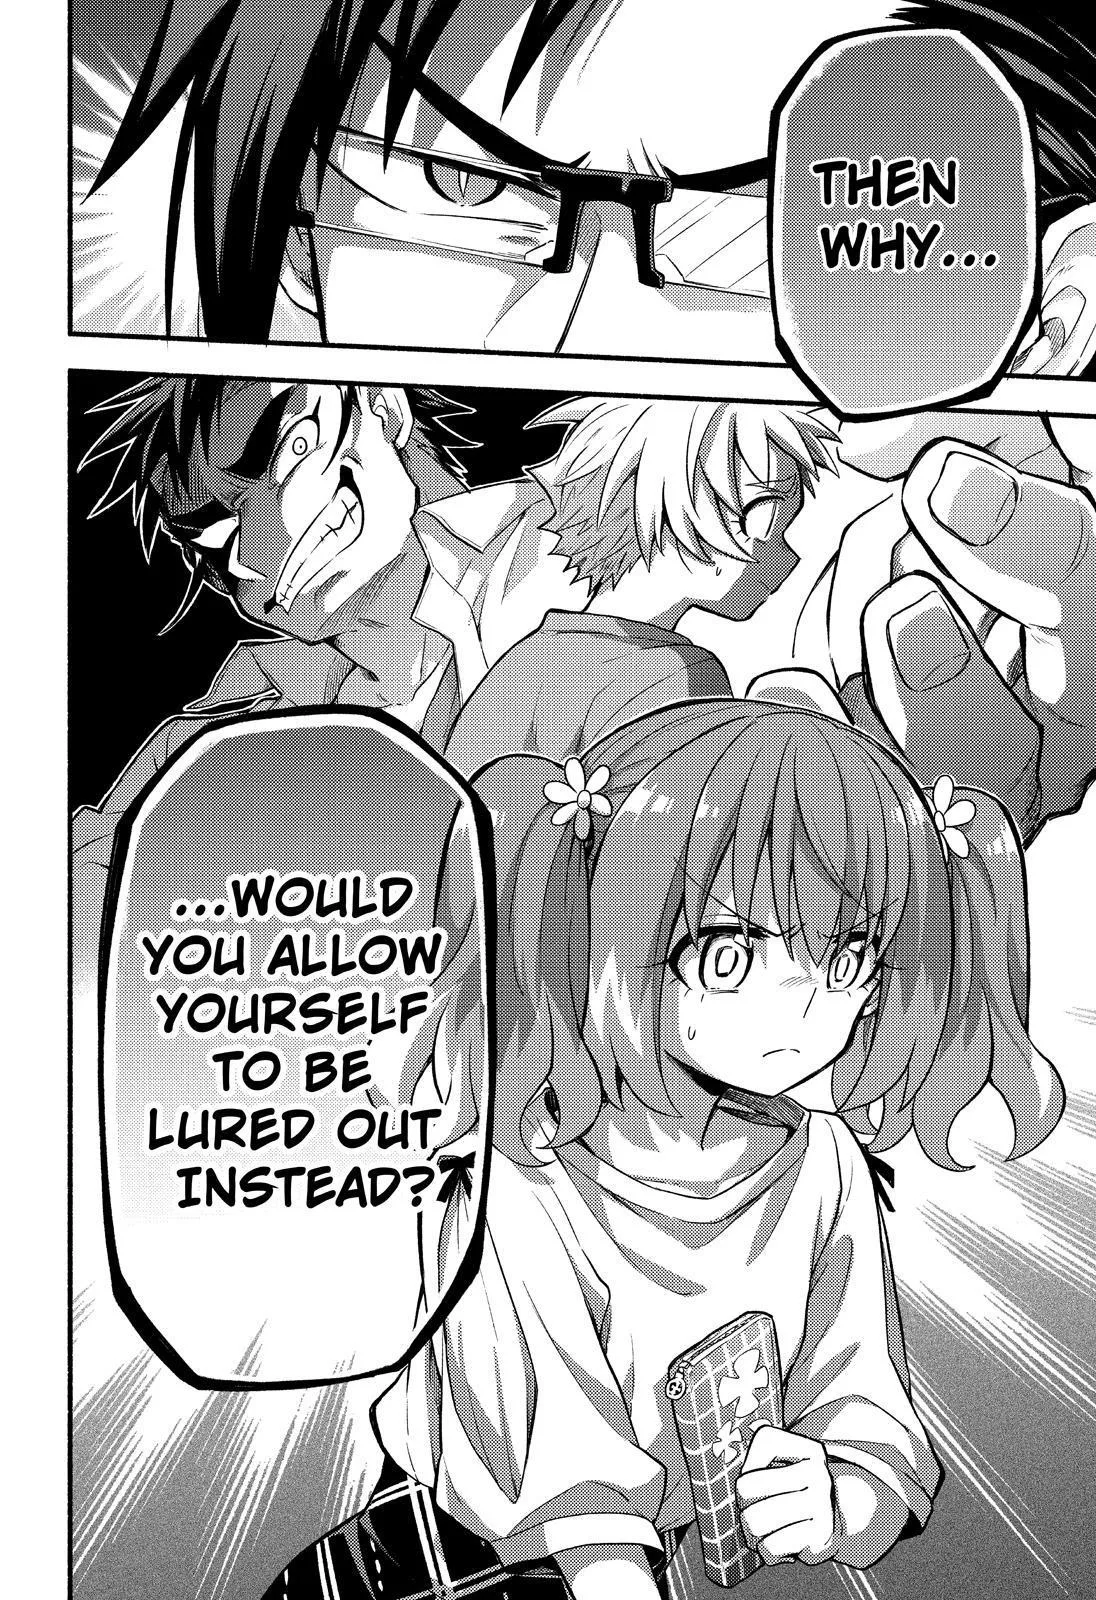 THEN
WHY...
...WOULD
YOU ALLOW
YOURSELF
TO BE
LURED OUT
INSTEAD?